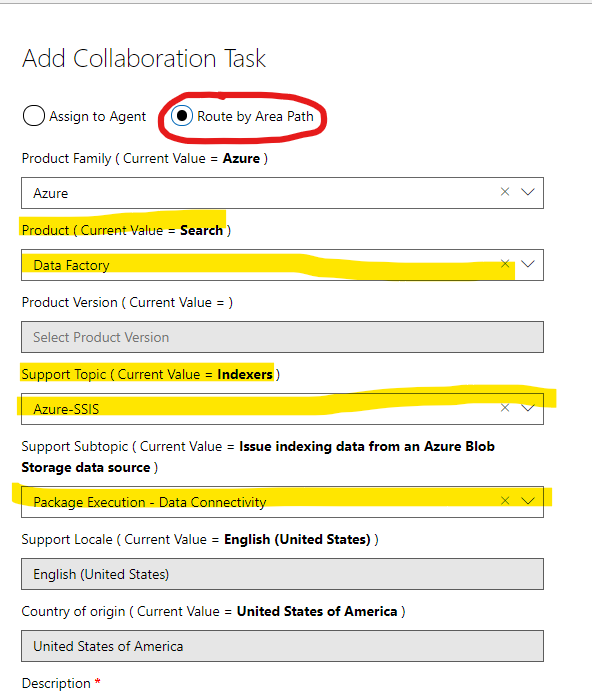 Add Collaboration Task
Assign to Agent Route by Area Path
Product Family ( Current Value = Azure )
Azure
Product ( Current Value = Search )
Data Factory
Product Version ( Current Value = )
Select Product Version
Support Topic ( Current Value = Indexers )
Azure-SSIS
Support Subtopic ( Current Value = Issue indexing data from an Azure Blob
Storage data source )
Package Execution - Data Connectivity
Support Locale ( Current Value = English (United States) )
English (United States)
Country of origin ( Current Value = United States of America )
United States of America
Description *